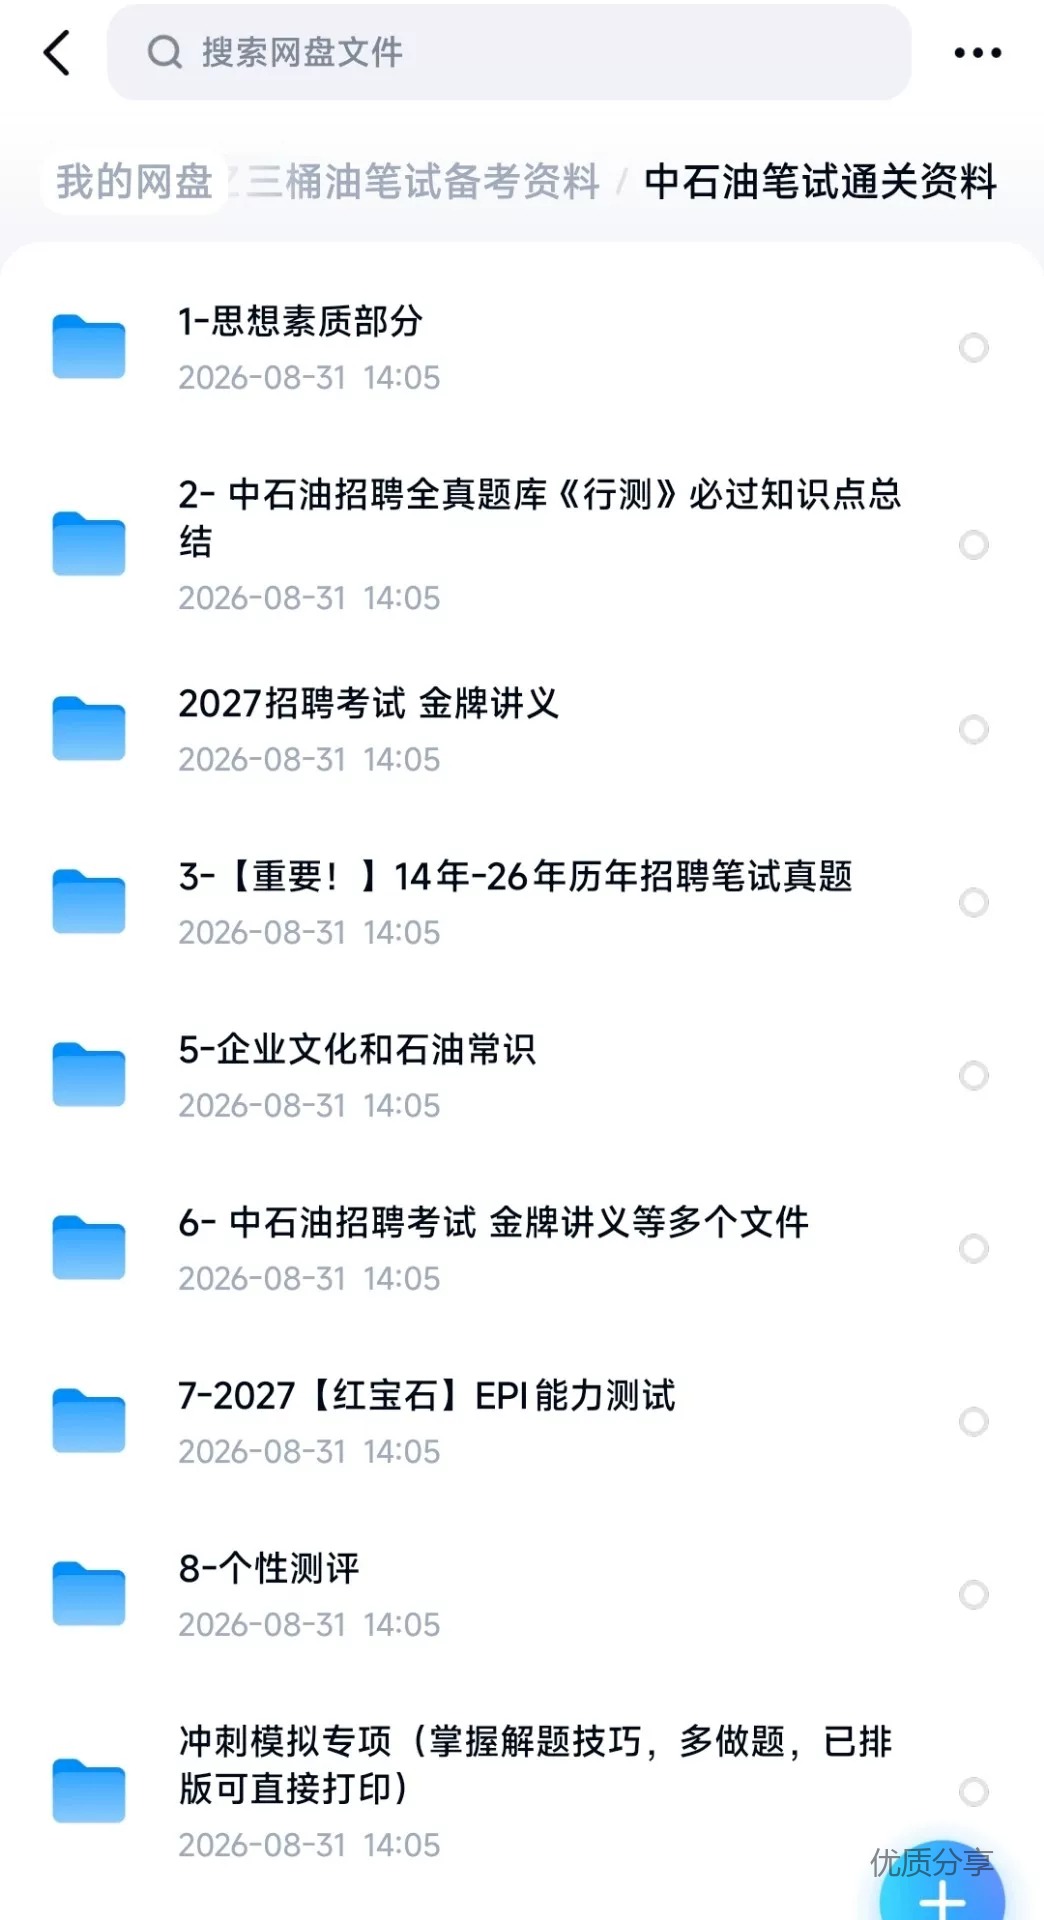 搜索网盘文件
我的网盘 三桶油笔试备考资料 / 中石油笔试通关资料
1-思想素质部分
2026-08-31 14:05
2- 中石油招聘全真题库《行测》必过知识点总
结
2026-08-31 14:05
2027招聘考试 金牌讲义
2026-08-31 14:05
3-【重要！】14年-26年历年招聘笔试真题
2026-08-31 14:05
5-企业文化和石油常识
2026-08-31 14:05
6- 中石油招聘考试 金牌讲义等多个文件
2026-08-31 14:05
7-2027【红宝石】EPI能力测试
2026-08-31 14:05
8-个性测评
2026-08-31 14:05
冲刺模拟专项（掌握解题技巧，多做题，已排
版可直接打印）
2026-08-31 14:05
优质分享